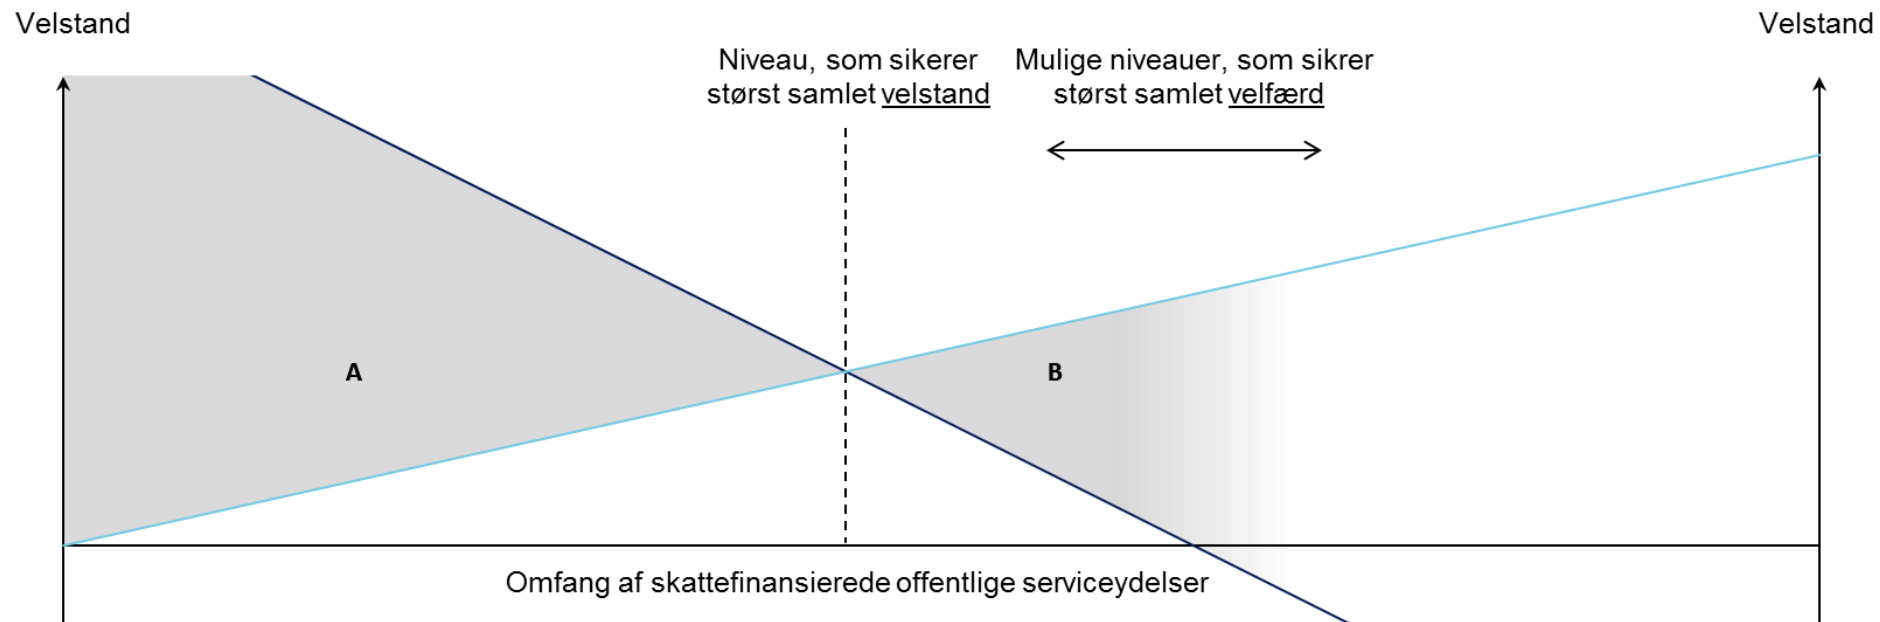 Velstand
Velstand
Niveau, som sikerer
størst samlet velstand
Mulige niveauer, som sikrer
størst samlet velfærd
A
B
Omfang af skattefinansierede offentlige serviceydelser